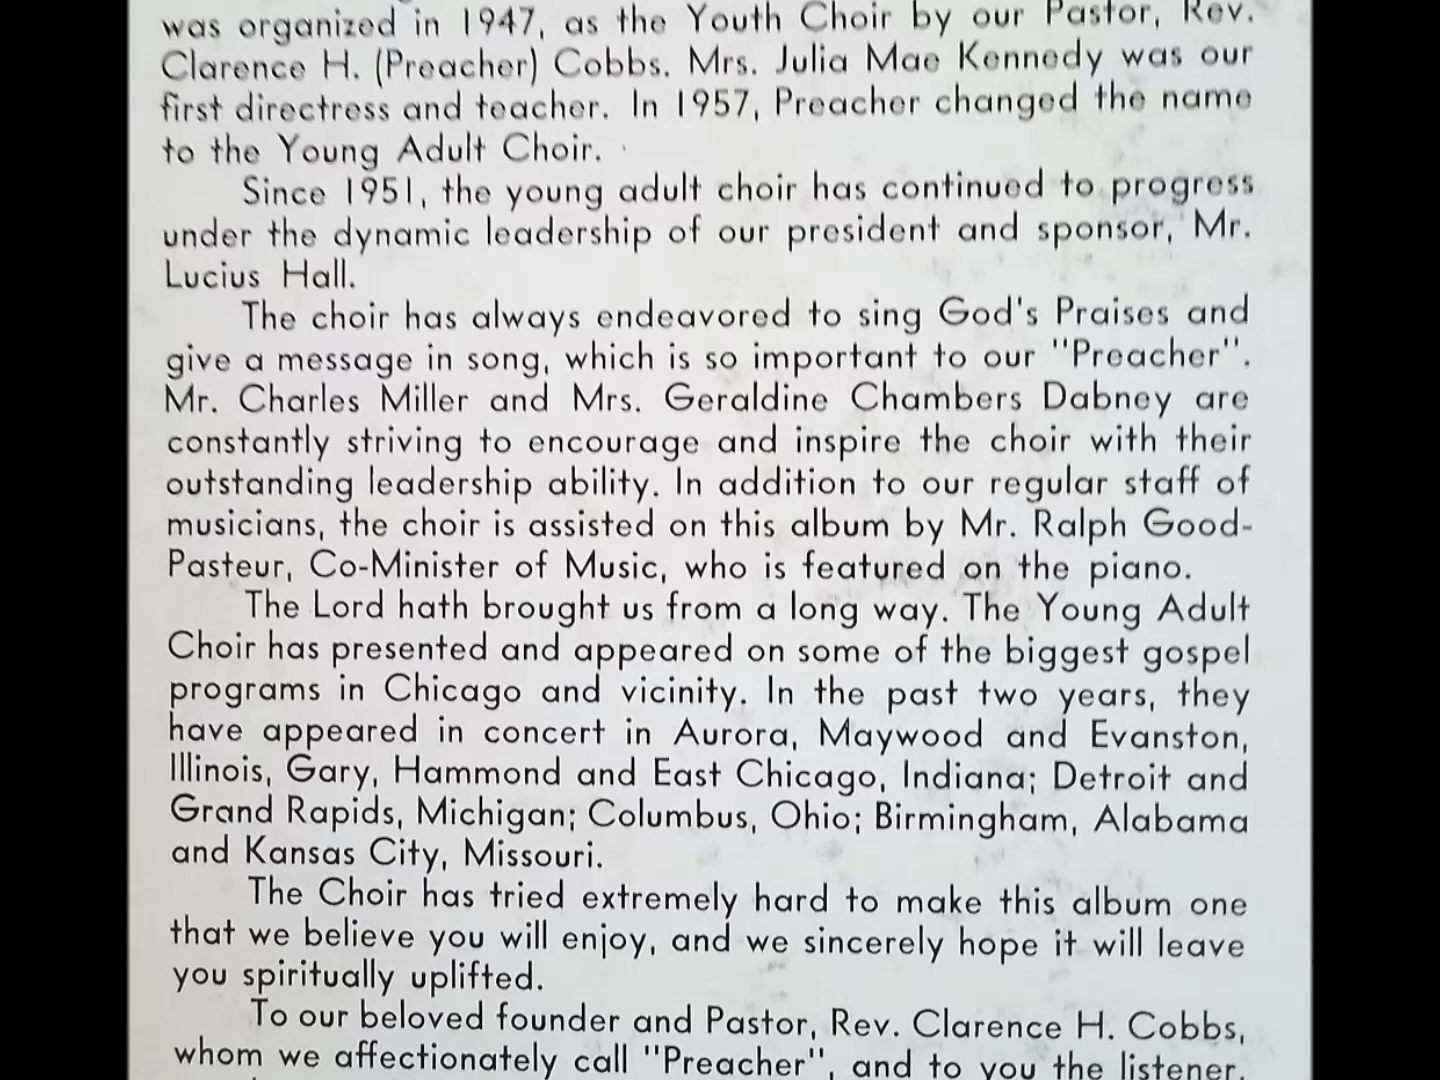 was organized in 1947, as the Youth Choir by our Pastor, Rev.
Clarence H. (Preacher) Cobbs. Mrs. Julia Mae Kennedy was our
first directress and teacher. In 1957, Preacher changed the name
to the Young Adult Choir.
Since 1951, the young adult choir has continued to progress
under the dynamic leadership of our president and sponsor, Mr.
Lucius Hall.
The choir has always endeavored to sing God's Praises and
give a message in song, which is so important to our "Preacher".
Mr. Charles Miller and Mrs. Geraldine Chambers Dabney are
constantly striving to encourage and inspire the choir with their
outstanding leadership ability. In addition to our regular staff of
musicians, the choir is assisted on this album by Mr. Ralph Good-
Pasteur, Co-Minister of Music, who is featured on the piano.
The Lord hath brought us from a long way. The Young Adult
Choir has presented and appeared on some of the biggest gospel
programs in Chicago and vicinity. In the past two years, they
have appeared in concert in Aurora, Maywood and Evanston,
Illinois, Gary, Hammond and East Chicago, Indiana; Detroit and
Grand Rapids, Michigan; Columbus, Ohio; Birmingham, Alabama
and Kansas City, Missouri.
The Choir has tried extremely hard to make this album one
that we believe you will enjoy, and we sincerely hope it will leave
you spiritually uplifted.
To our beloved founder and Pastor, Rev. Clarence H. Cobbs,
whom we affectionately call "Preacher", and to you the listener,